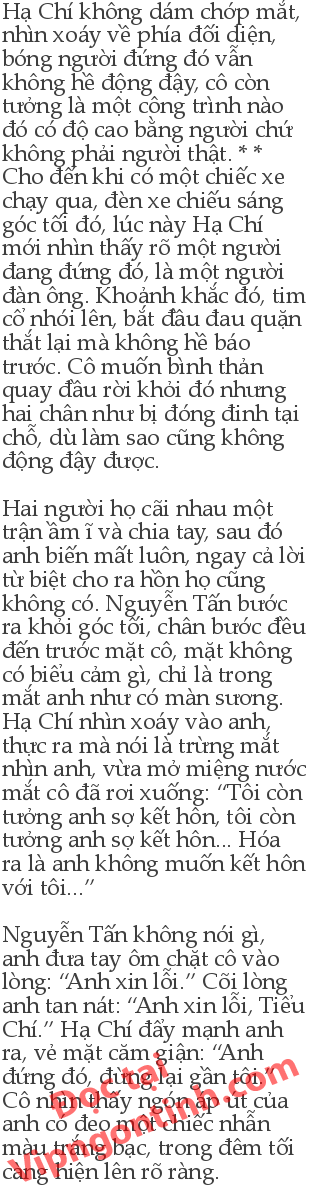 Hạ Chí không dám chớp mắt,
nhìn xoáy về phía đối diện,
bóng người đứng đó vẫn
không hề động đậy, cô còn
tưởng là một công trình nào
đó có độ cao bằng người chứ
không phải người thật. * *
Cho đến khi có một chiếc xe
chạy qua, đèn xe chiếu sáng
góc tối đó, lúc này Hạ Chí
mới nhìn thấy rõ một người
đang đứng đó, là một người
đàn ông. Khoảnh khắc đó, tim
cô nhói lên, bắt đầu đau quặn
thắt lại mà không hề báo
trước. Cô muốn bình thản
quay đầu rời khỏi đó nhưng
hai chân như bị đóng đinh tại
chỗ, dù làm sao cũng không
động đậy được.

Hai người họ cãi nhau một
trận ầm ĩ và chia tay, sau đó
anh biến mất luôn, ngay cả lời
từ biệt cho ra hồn họ cũng
không có. Nguyễn Tấn bước
ra khỏi góc tối, chân bước đều
đến trước mặt cô, mặt không
có biểu cảm gì, chỉ là trong
mắt anh như có màn sương.
Hạ Chí nhìn xoáy vào anh,
thực ra mà nói là trừng mắt
nhìn anh, vừa mở miệng nước
mắt cô đã rơi xuống: “Tôi còn
tưởng anh sợ kết hôn, tôi còn
tưởng anh sợ kết hôn... Hóa
ra là anh không muốn kết hôn
với tôi...”

Nguyễn Tấn không nói gì,
anh đưa tay ôm chặt cô vào
lòng: “Anh xin lỗi.” Cõi lòng
anh tan nát: “Anh xin lỗi, Tiểu
Chí.” Hạ Chí đẩy mạnh anh
ra, vẻ mặt căm giận: “Anh
đứng đó, đừng lại gần tôi.”
Cô nhìn thấy ngón áp út của
anh có đeo một chiếc nhẫn
màu trắng bạc, trong đêm tối
càng hiện lên rõ ràng.
Đọc tại
Vipngontinh.com